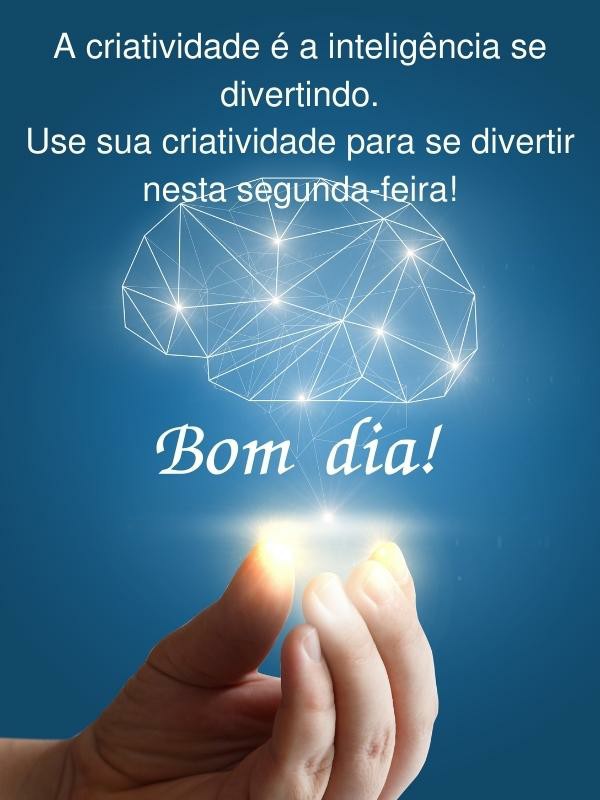 A criatividade é a inteligência se
divertindo.
Use sua criatividade para se divertir
nesta segunda-feira!
Bom dia!